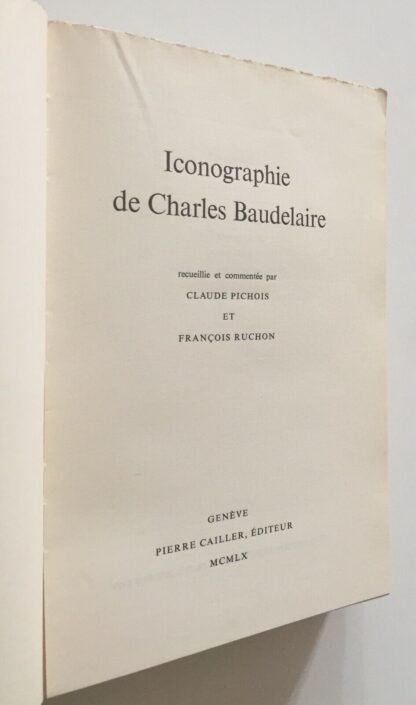 Iconographie
de Charles Baudelaire
recueillie et commentée par
CLAUDE PICHOIS
ET
FRANÇOIS RUCHON
GENÈVE
PIERRE CAILLER, ÉDITEUR
MCMLX